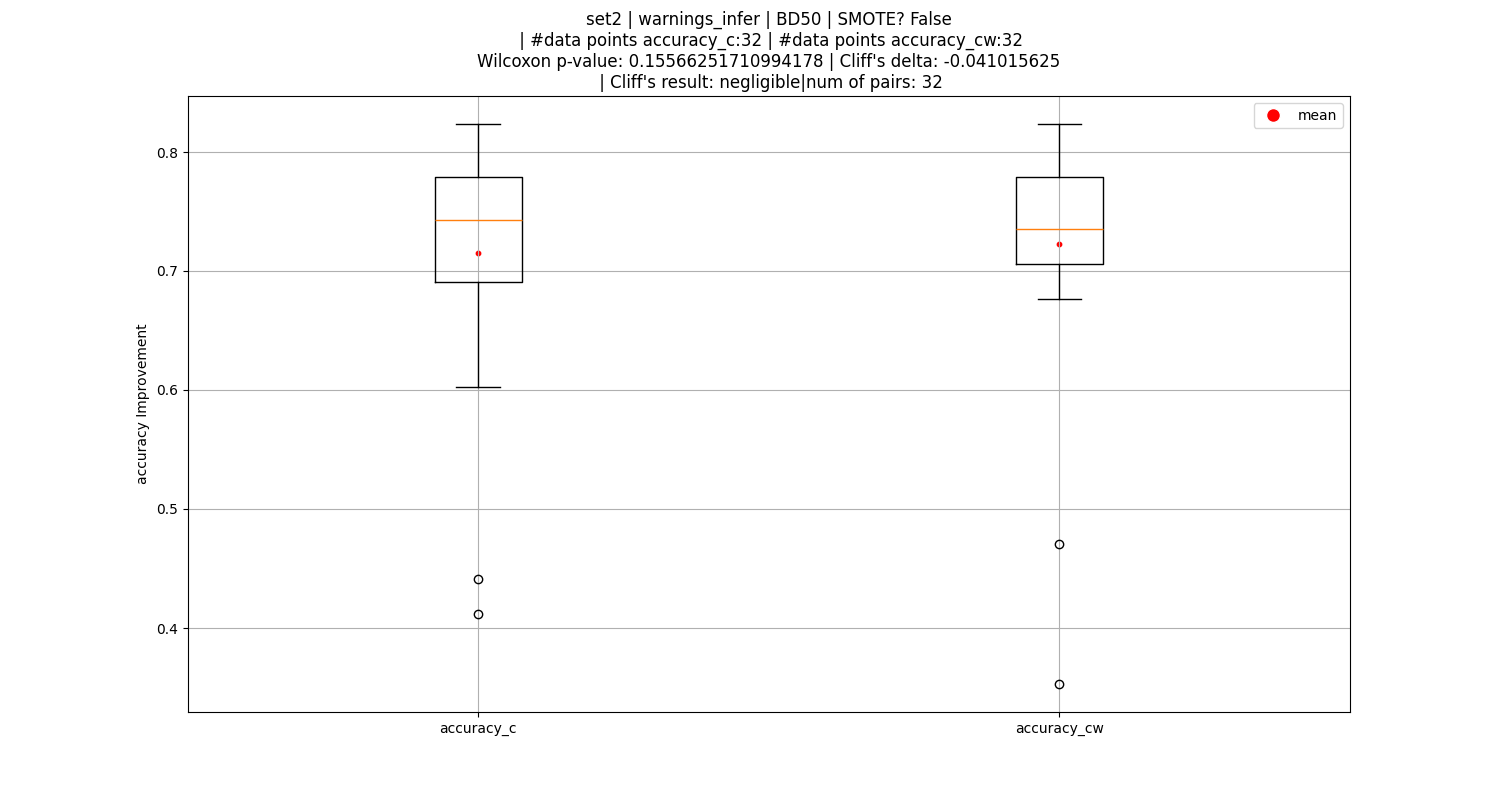 set2 | warnings_infer | BD50 | SMOTE? False
| #data points accuracy_c:32 | #data points accuracy_cw:32
Wilcoxon p-value: 0.15566251710994178 | Cliff's delta: -0.041015625
| Cliff's result: negligible|num of pairs: 32
mean
0.8
0.7
0.6
0.5
0.4
accuracy Improvement
accuracy_c
accuracy_cw